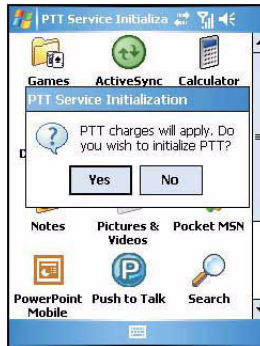 PTT Service Initializa
Games ActiveSync Calculator
PTT Service Initialization
PTT charges will apply. Do
you wish to initialize PTT?
Yes No
D
Notes Pictures & Videos Pocket MSN
PowerPoint Mobile Push to Talk Search